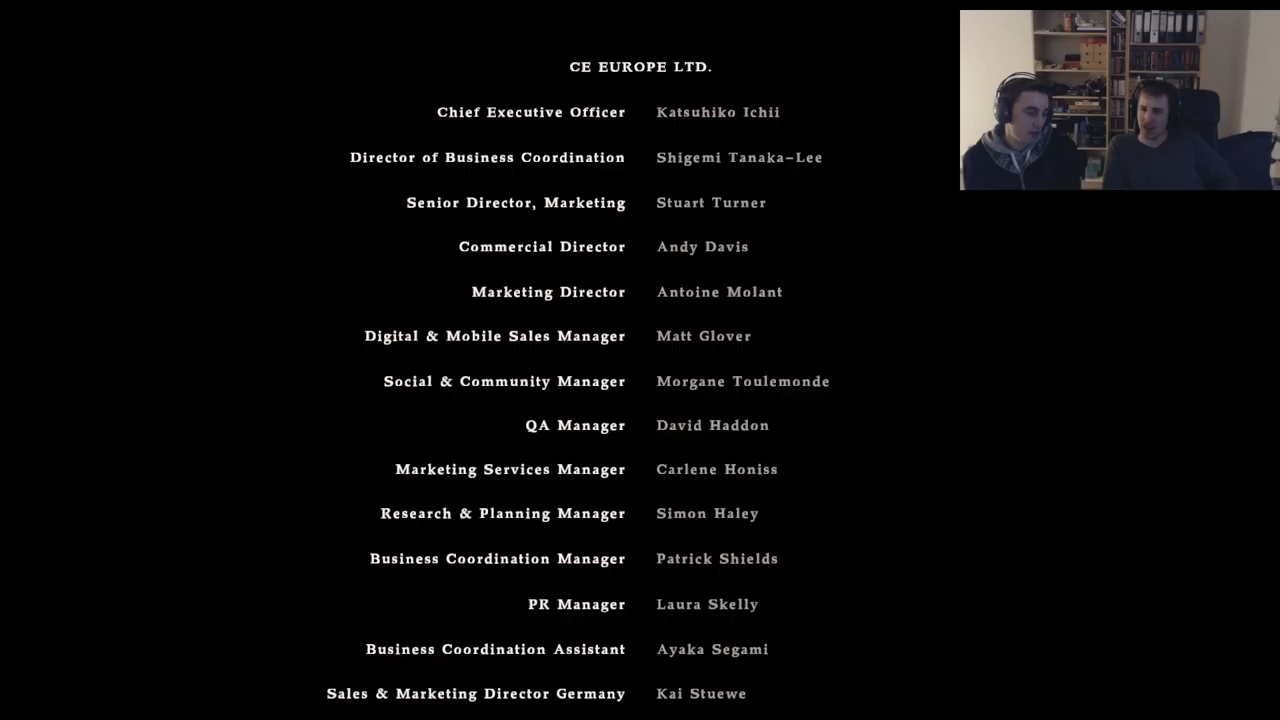 CE EUROPE LTD.
Chief Executive Officer Katsuhiko Ichii
Director of Business Coordination Shigemi Tanaka-Lee
Senior Director, Marketing Stuart Turner
Commercial Director Andy Davis
Marketing Director Antoine Molant
Digital & Mobile Sales Manager Matt Glover
Social & Community Manager Morgane Toulemonde
QA Manager David Haddon
Marketing Services Manager Carlene Honiss
Research & Planning Manager Simon Haley
Business Coordination Manager Patrick Shields
PR Manager Laura Skelly
Business Coordination Assistant Ayaka Segami
Sales & Marketing Director Germany Kai Stuewe